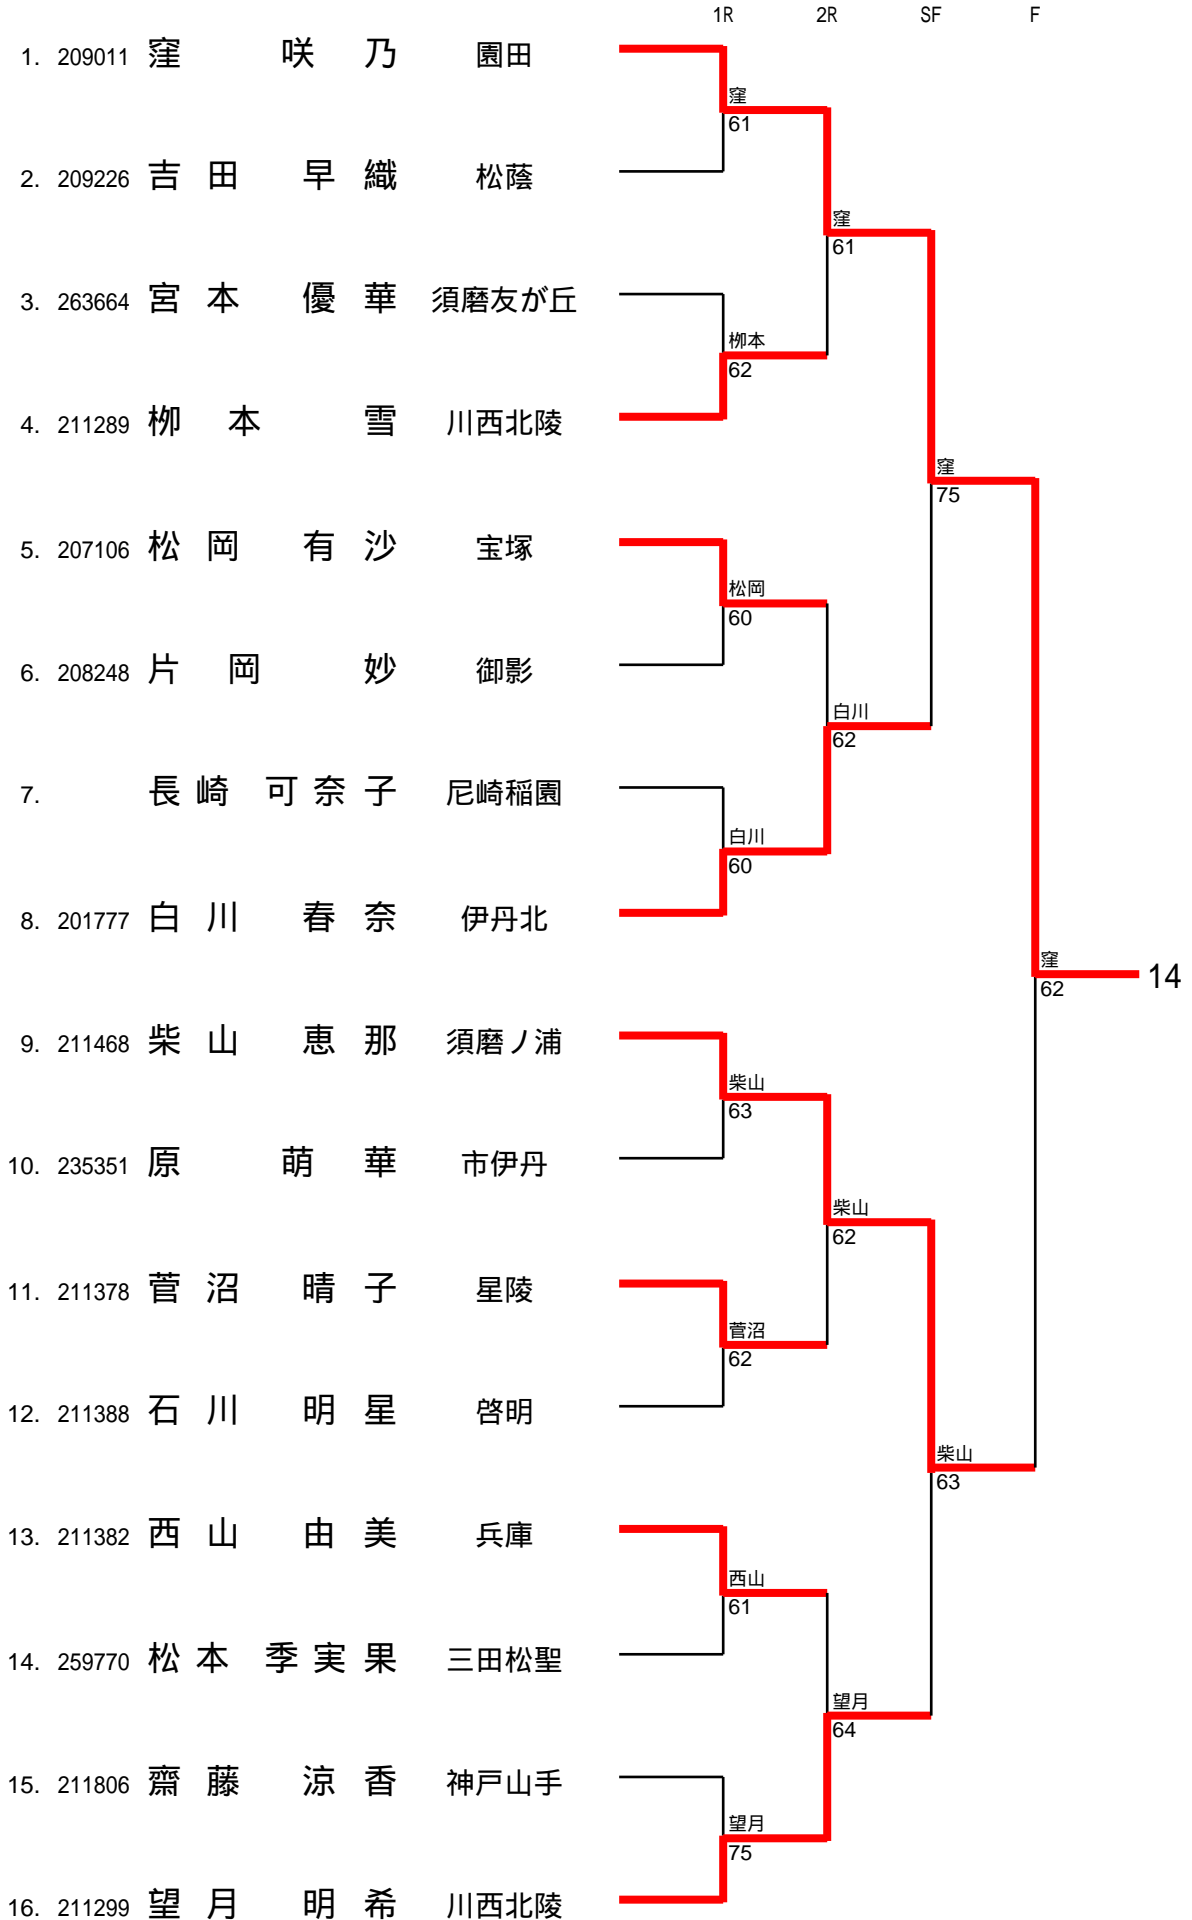 1R 2R SF F
1. 209011 窪 咲 乃 園田
窪
61
2. 209226 吉 田 早 織 松蔭
窪
61
3. 263664 宮 本 優 華 須磨友が丘
栁本
62
4. 211289 栁 本 雪 川西北陵
窪
75
5. 207106 松 岡 有 沙 宝塚
松岡
60
6. 208248 片 岡 妙 御影
白川
62
7. 長 崎 可 奈 子 尼崎稲園
白川
60
8. 201777 白 川 春 奈 伊丹北
窪
62
14
9. 211468 柴 山 恵 那 須磨ノ浦
柴山
63
10. 235351 原 萌 華 市伊丹
柴山
62
11. 211378 菅 沼 晴 子 星陵
菅沼
62
12. 211388 石 川 明 星 啓明
柴山
63
13. 211382 西 山 由 美 兵庫
西山
61
14. 259770 松 本 季 実 果 三田松聖
望月
64
15. 211806 齋 藤 涼 香 神戸山手
望月
75
16. 211299 望 月 明 希 川西北陵